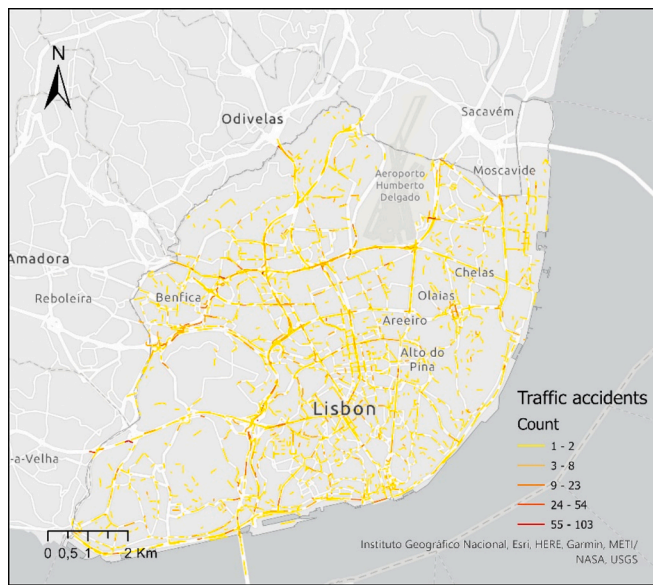 N
Odivelas
Sacavém
Moscavide
Aeroporto
Humberto
Delgado
Amadora
Reboleira
Benfica
Chelas
Olaias
Areeiro
Alto do
Pina
Lisbon
-a-Velha
Traffic accidents
Count
1 - 2
3 - 8
9 - 23
24 - 54
55 - 103
0 0,5 1 2 Km
Instituto Geográfico Nacional, Esri, HERE, Garmin, METI/
NASA, USGS